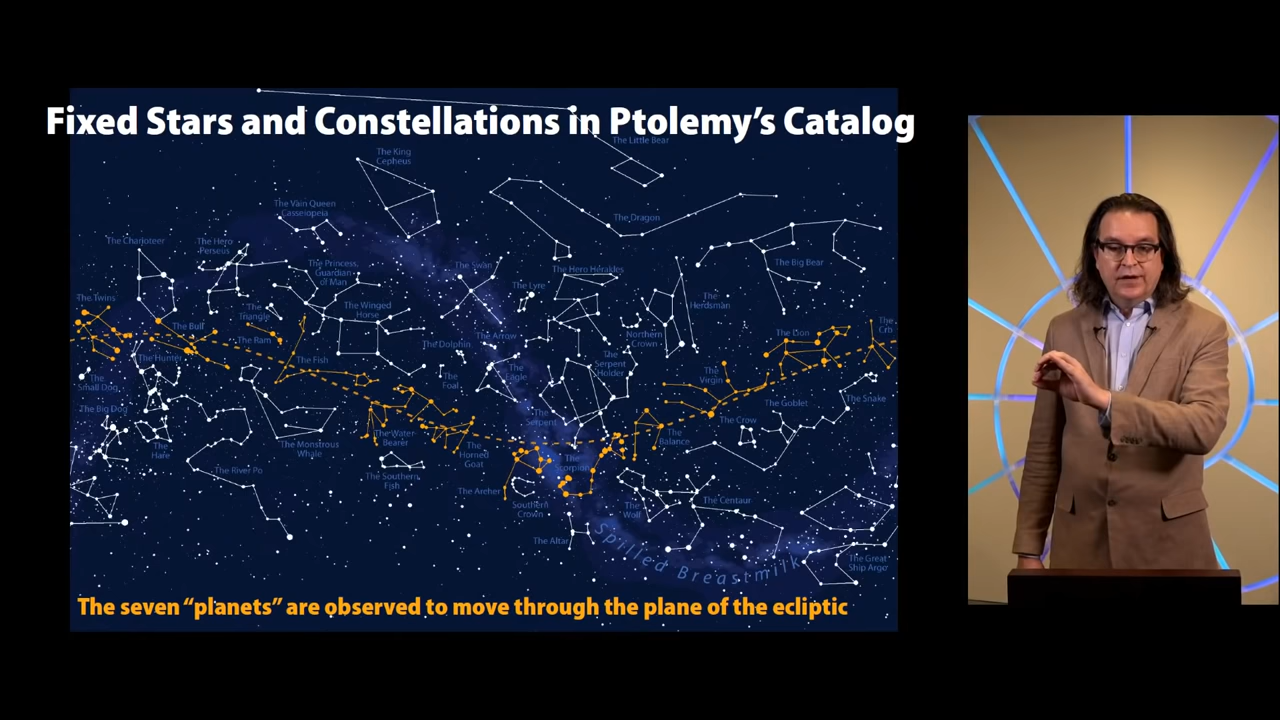 Fixed Stars and Constellations in Ptolemy's Catalog
The Little Bear
The King
Cepheus
The Vain Queen
Casseiopeia
The Dragon
The Charioteer
The Hero
Perseus
The Princess,
Guardian
of Man
The Swan
The Hero Herakles
The Big Bear
The Lyre
The Twins
The Triangle
The Winged
Horse
The Herdsman
The Bull
The Ram
The Dolphin
The Arrow
Northern
Crown
The Lion
The
Crb
The Hunter
The Fish
The
Small Dog
The
Foal
The
Eagle
The
Serpent
Holder
The
Virgin
The Big Dog
The
Serpent
The Goblet
The Snake
The Crow
The
Hare
The Monstrous
Whale
The Water-
Bearer
The
Horned
Goat
The
Balance
The River Po
The Southern
Fish
The
Scorpion
The Archer
Southern
Crown
The
Wolf
The Centaur
The Altar
Spilled Breastmilk
The Great
Ship Argo
The seven “planets” are observed to move through the plane of the ecliptic